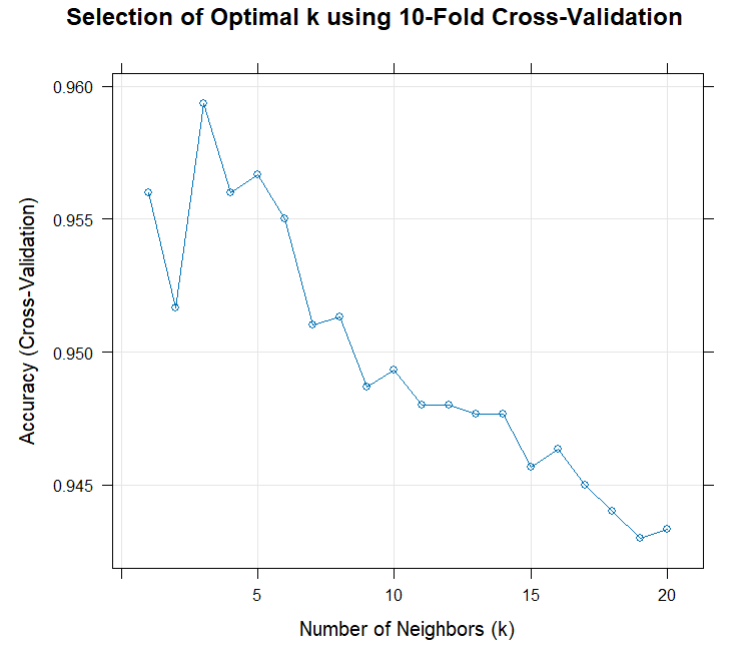 Selection of Optimal k using 10-Fold Cross-Validation
0.960
0.955
0.950
0.945
Accuracy (Cross-Validation)
5 10 15 20
Number of Neighbors (k)